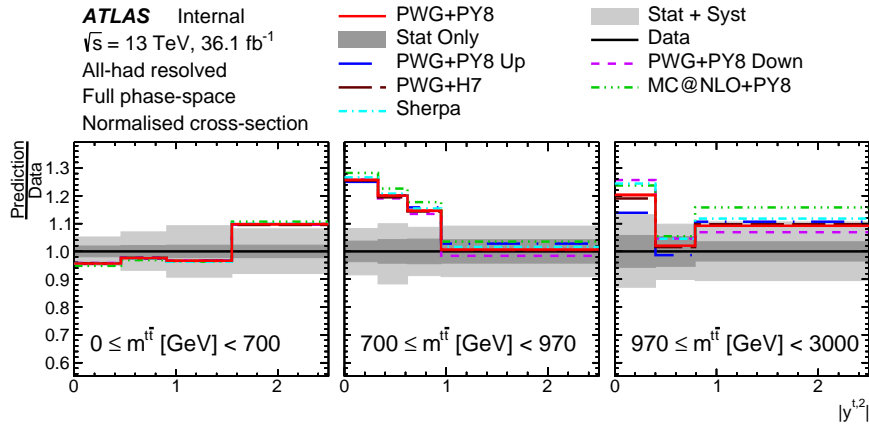 ATLAS Internal
√s = 13 TeV, 36.1 fb⁻¹
All-had resolved
Full phase-space
Normalised cross-section
PWG+PY8
Stat Only
PWG+PY8 Up
PWG+H7
Sherpa
Stat + Syst
Data
PWG+PY8 Down
MC@NLO+PY8
Prediction
Data
1.3
1.2
1.1
1.0
0.9
0.8
0.7
0.6
0 ≤ m^{tt̄} [GeV] < 700
700 ≤ m^{tt̄} [GeV] < 970
970 ≤ m^{tt̄} [GeV] < 3000
0 1 2
0 1 2
0 1 2
|y^{t,2}|